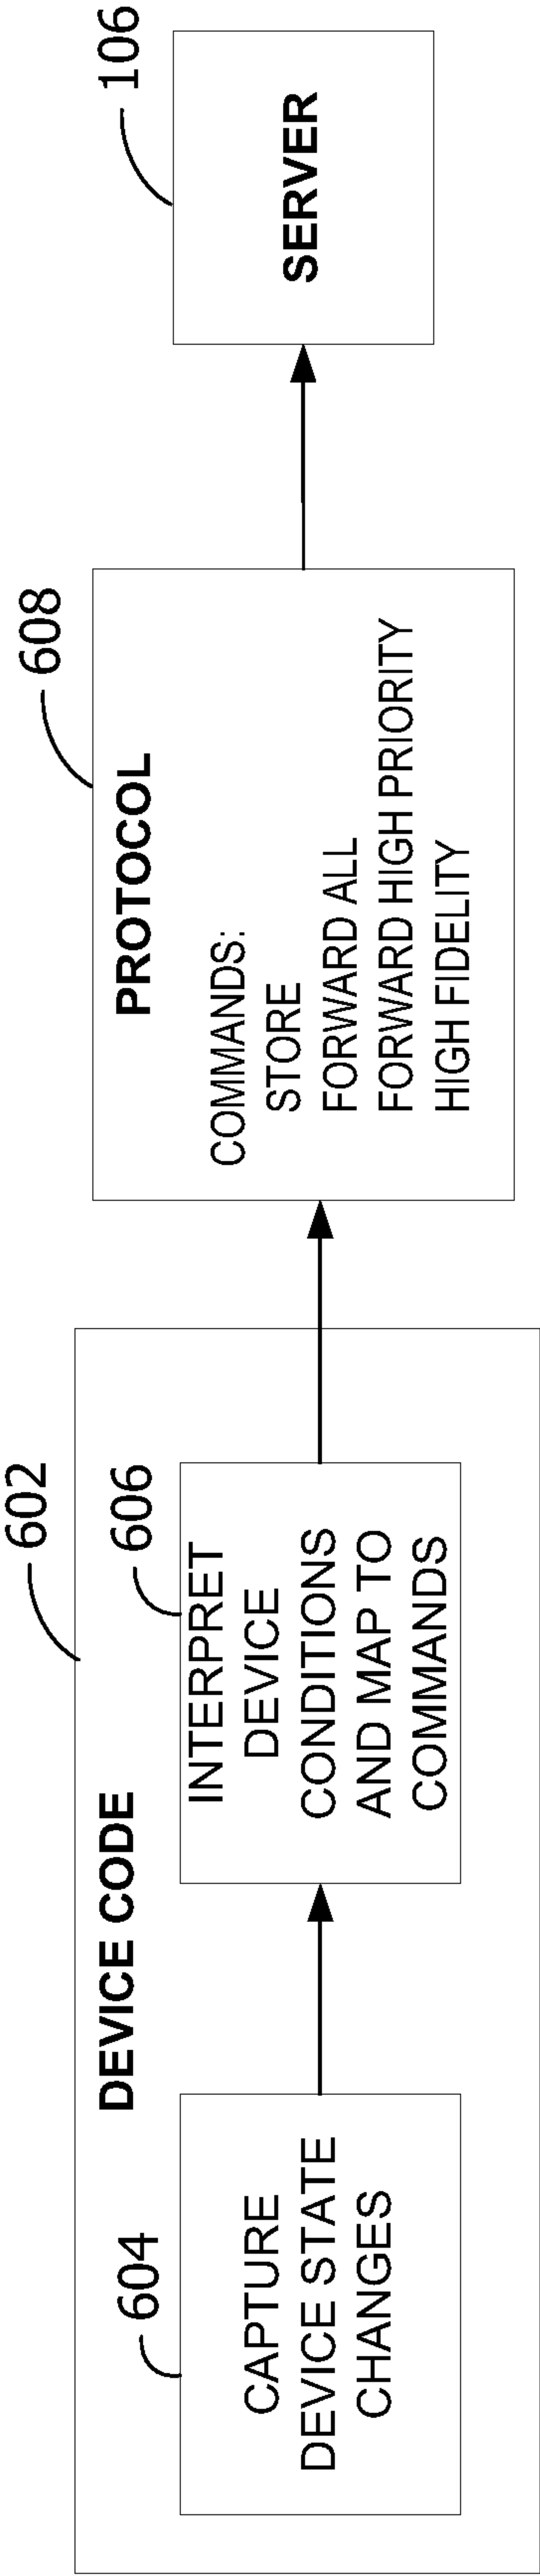 602
DEVICE CODE
604
CAPTURE
DEVICE STATE
CHANGES
606
INTERPRET
DEVICE
CONDITIONS
AND MAP TO
COMMANDS
608
PROTOCOL
COMMANDS:
STORE
FORWARD ALL
FORWARD HIGH PRIORITY
HIGH FIDELITY
106
SERVER